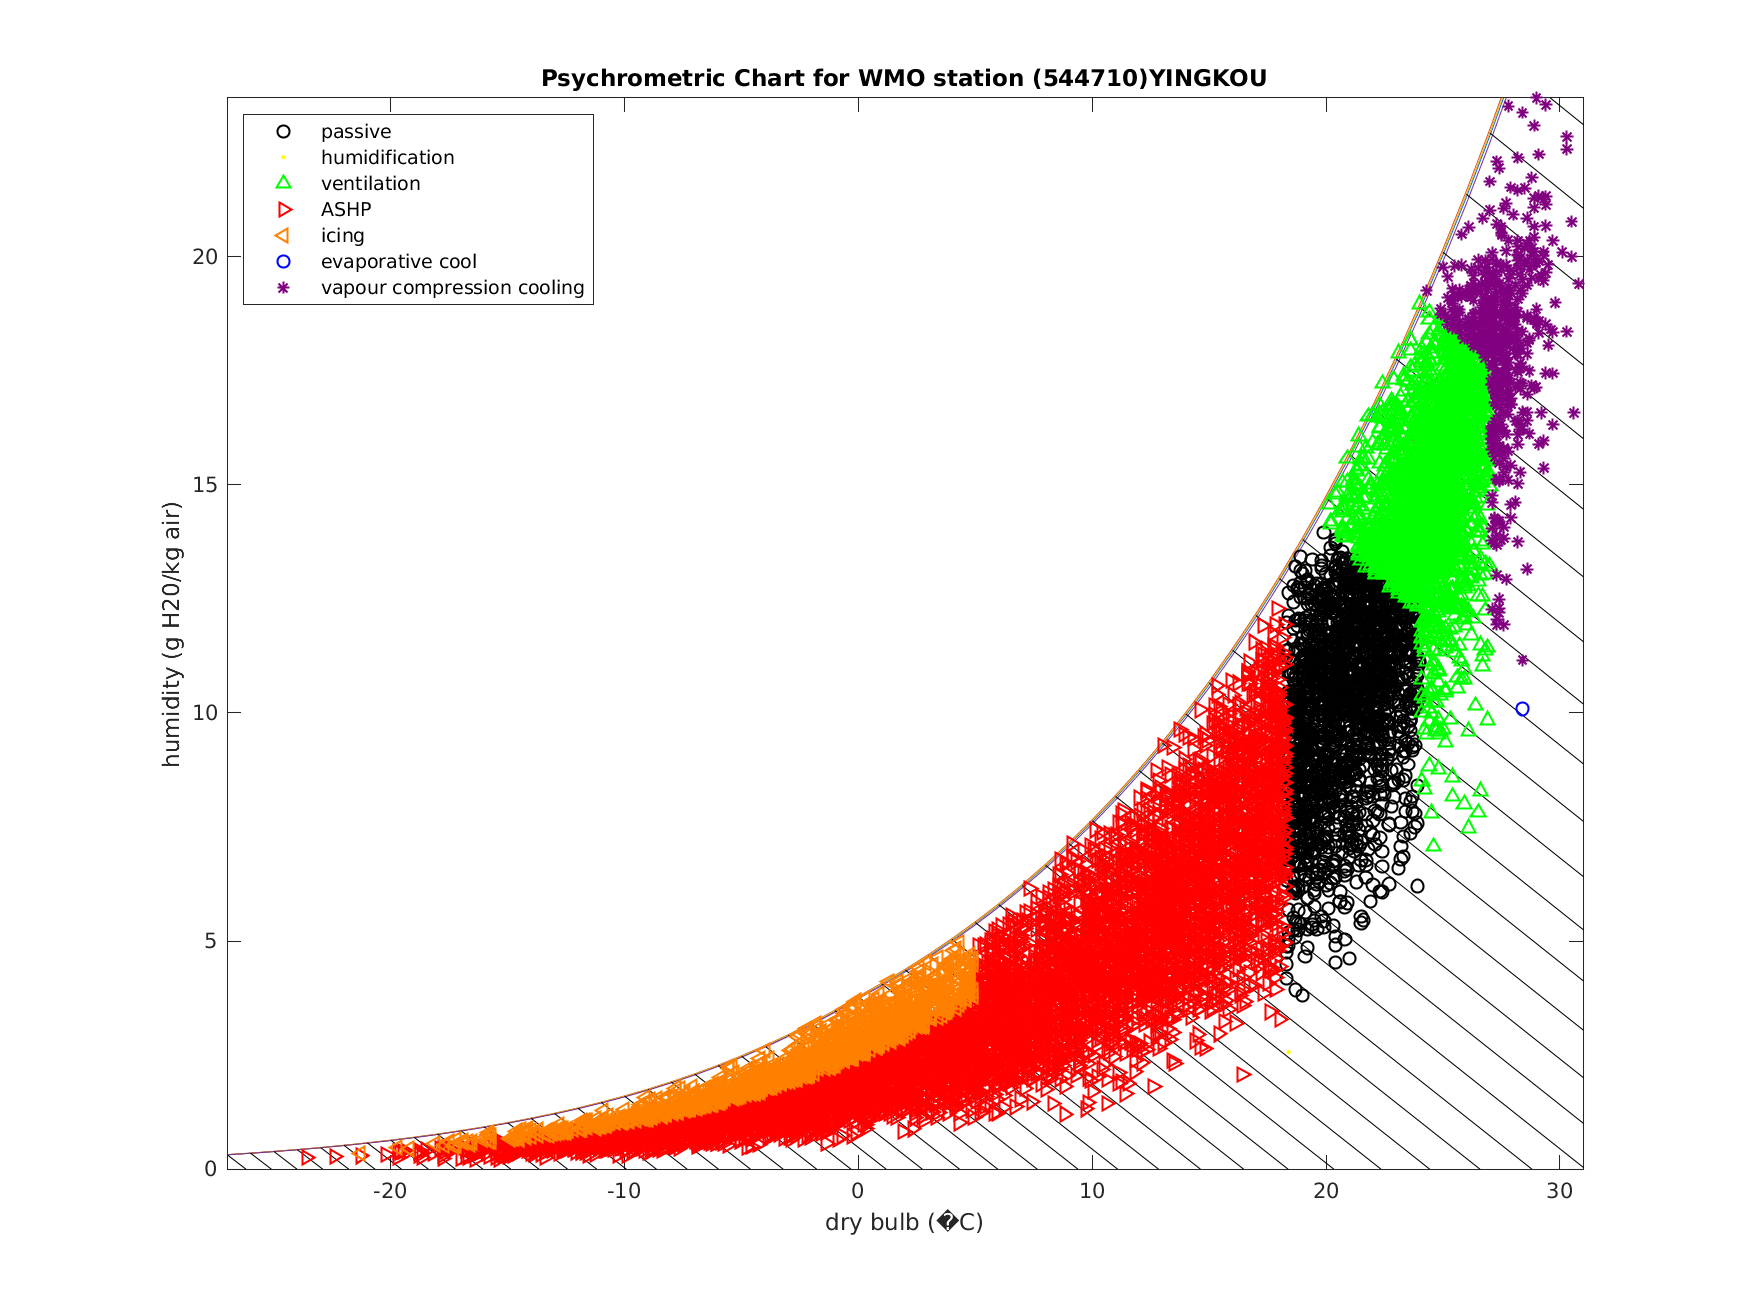 Psychrometric Chart for WMO station (544710)YINGKOU
passive
humidification
ventilation
ASHP
icing
evaporative cool
vapour compression cooling
humidity (g H20/kg air)
20
15
10
5
0
-20
-10
0
10
20
30
dry bulb (�C)